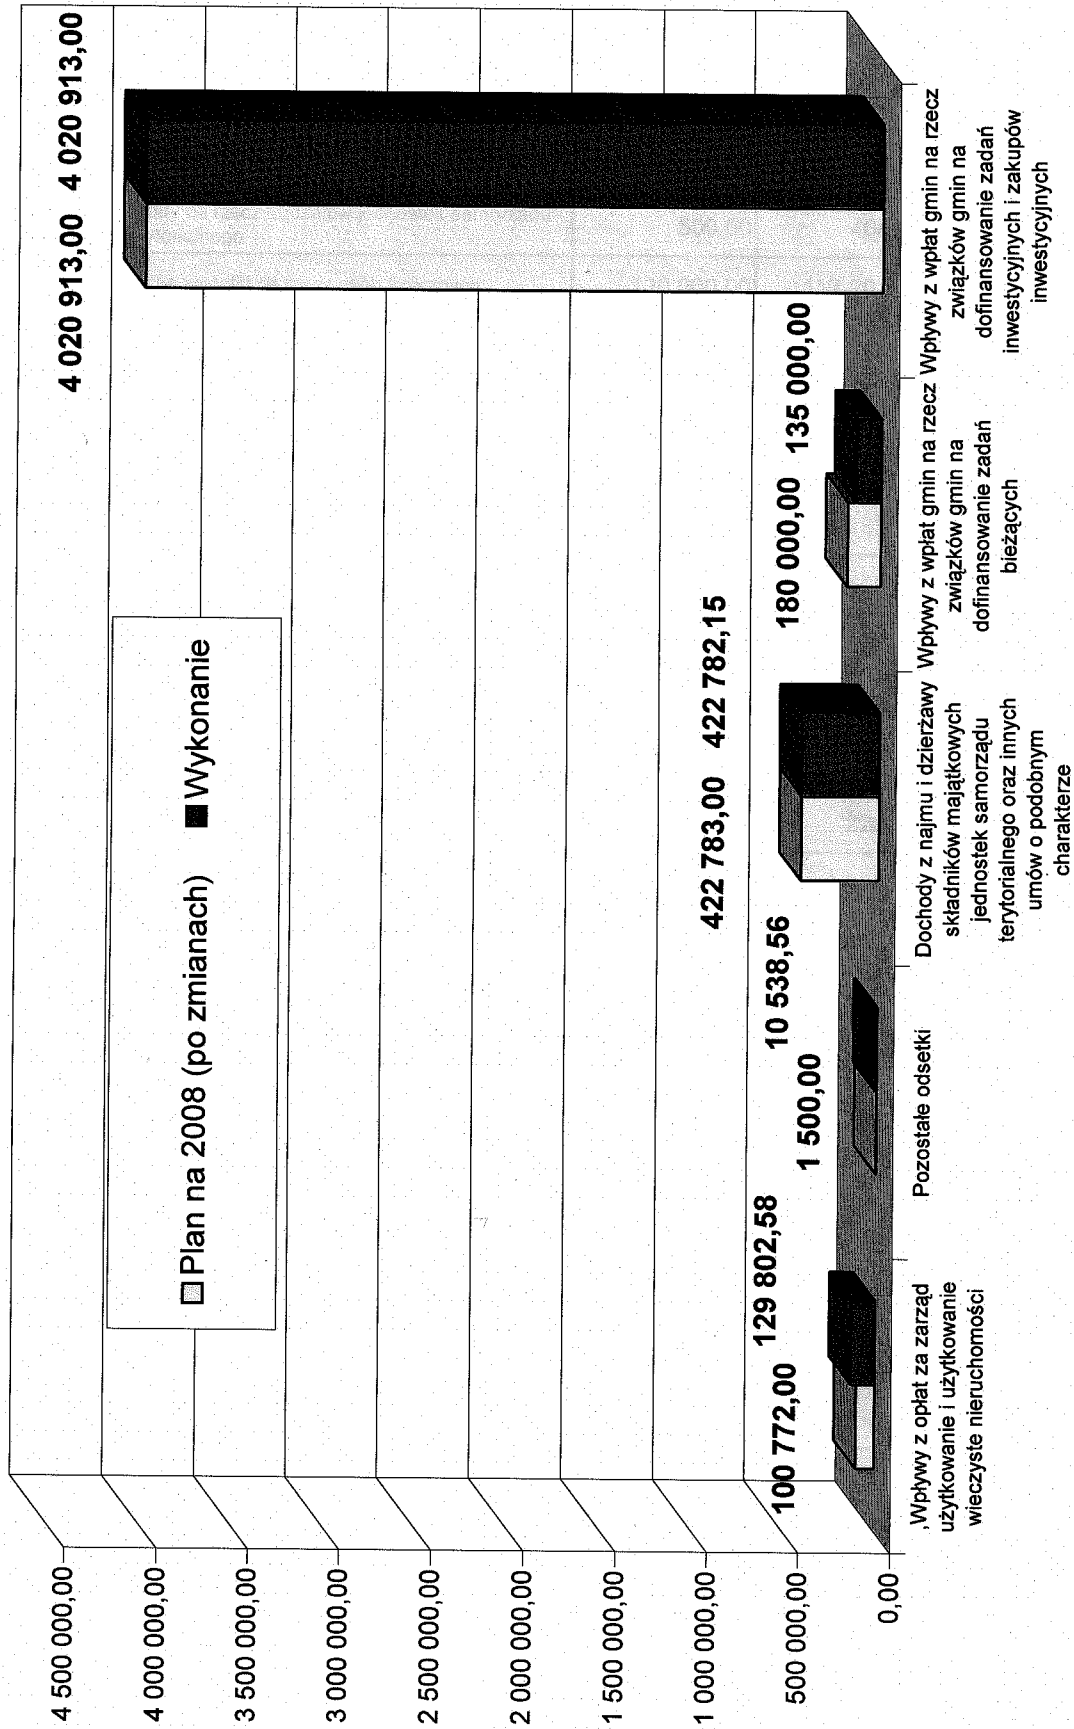 4 500 000,00
4 000 000,00
3 500 000,00
3 000 000,00
2 500 000,00
2 000 000,00
1 500 000,00
1 000 000,00
500 000,00
0,00
Plan na 2008 (po zmianach) Wykonanie
100 772,00
129 802,58
1 500,00
10 538,56
422 783,00
422 782,15
180 000,00
135 000,00
4 020 913,00
4 020 913,00
,Wpływy z opłat za zarząd
użytkowanie i użytkowanie
wieczyste nieruchomości
Pozostałe odsetki
Dochody z najmu i dzierżawy
składników majątkowych
jednostek samorządu
terytorialnego oraz innych
umów o podobnym
charakterze
Wpływy z wpłat gmin na rzecz
związków gmin na
dofinansowanie zadań
bieżących
Wpływy z wpłat gmin na rzecz
związków gmin na
dofinansowanie zadań
inwestycyjnych i zakupów
inwestycyjnych